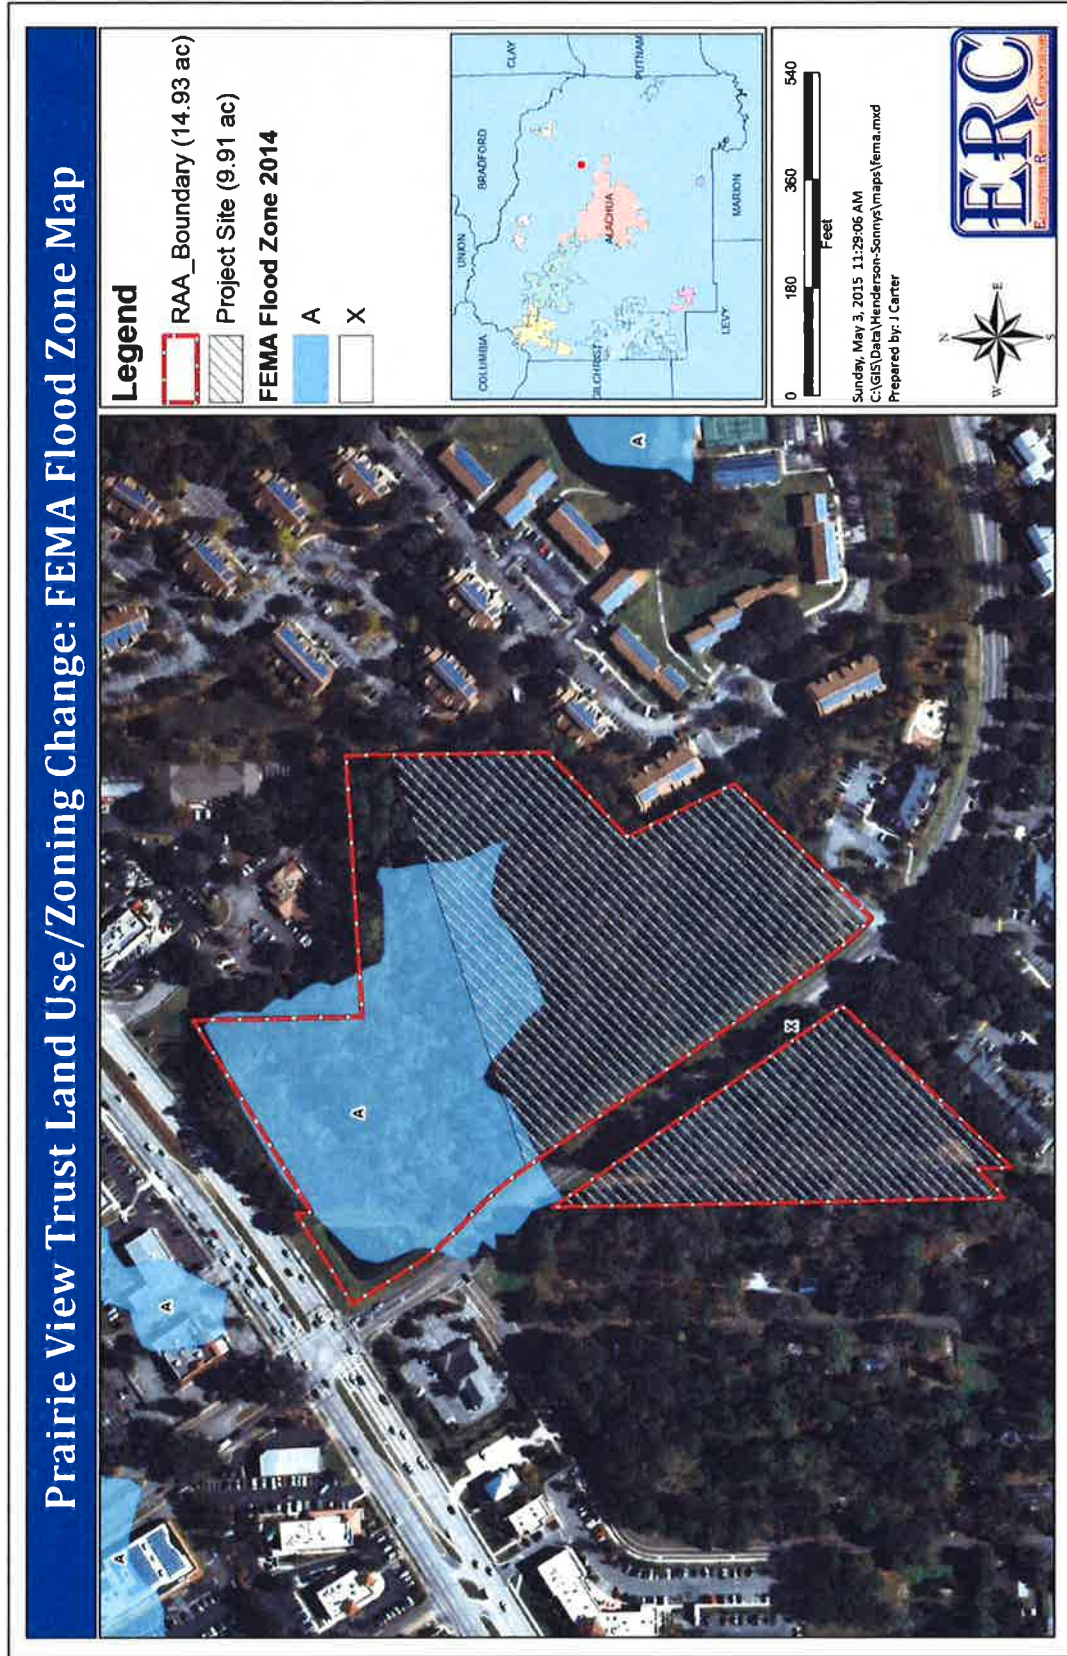 Prairie View Trust Land Use/Zoning Change: FEMA Flood Zone Map
Legend
RAA_Boundary (14.93 ac)
Project Site (9.91 ac)
FEMA Flood Zone 2014
A
X
COLUMBIA
UNION
BRADFORD
CLAY
GILCHRIST
ALACHUA
PUTNAM
LEVY
MARION
0 180 360 540
Feet
Sunday, May 3, 2015 11:29:06 AM
C:\GIS\Data\Henderson-Sonnys\maps\fema.mxd
Prepared by: J Carter
N
W E
S
ERC
Ecosystem Research Corporation
A
A
A
A
X